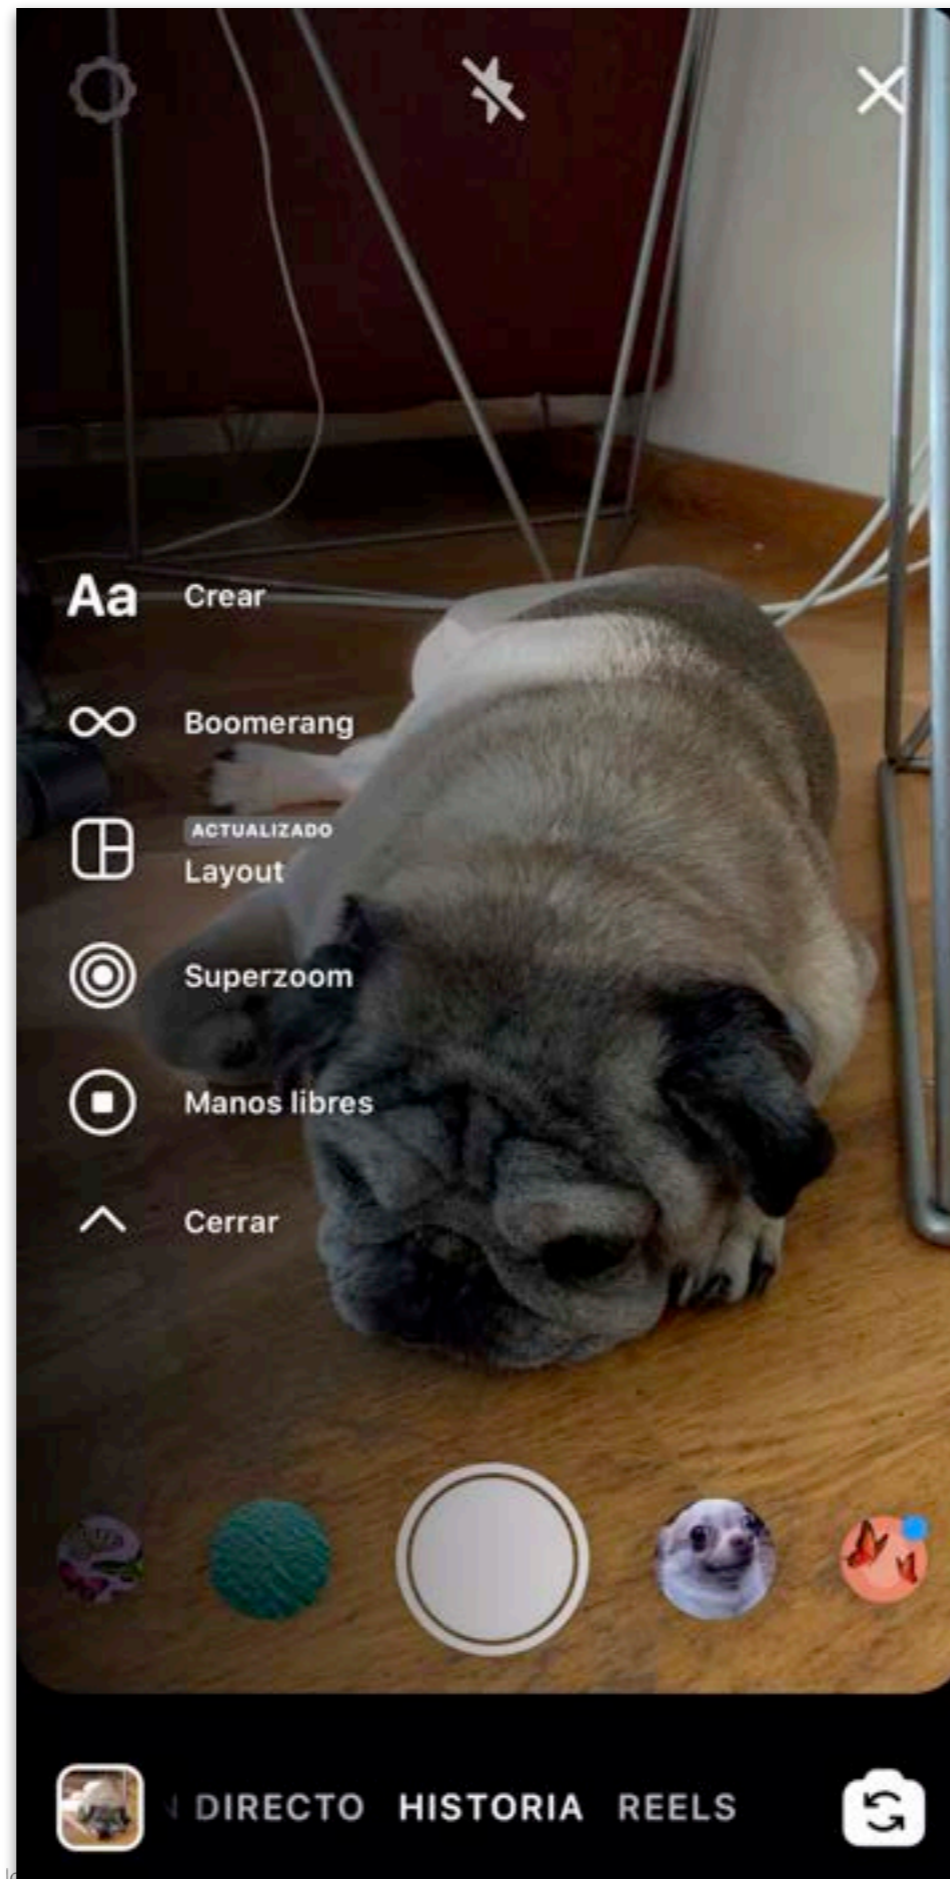 Aa Crear
Boomerang
ACTUALIZADO
Layout
Superzoom
Manos libres
Cerrar
DIRECTO HISTORIA REELS